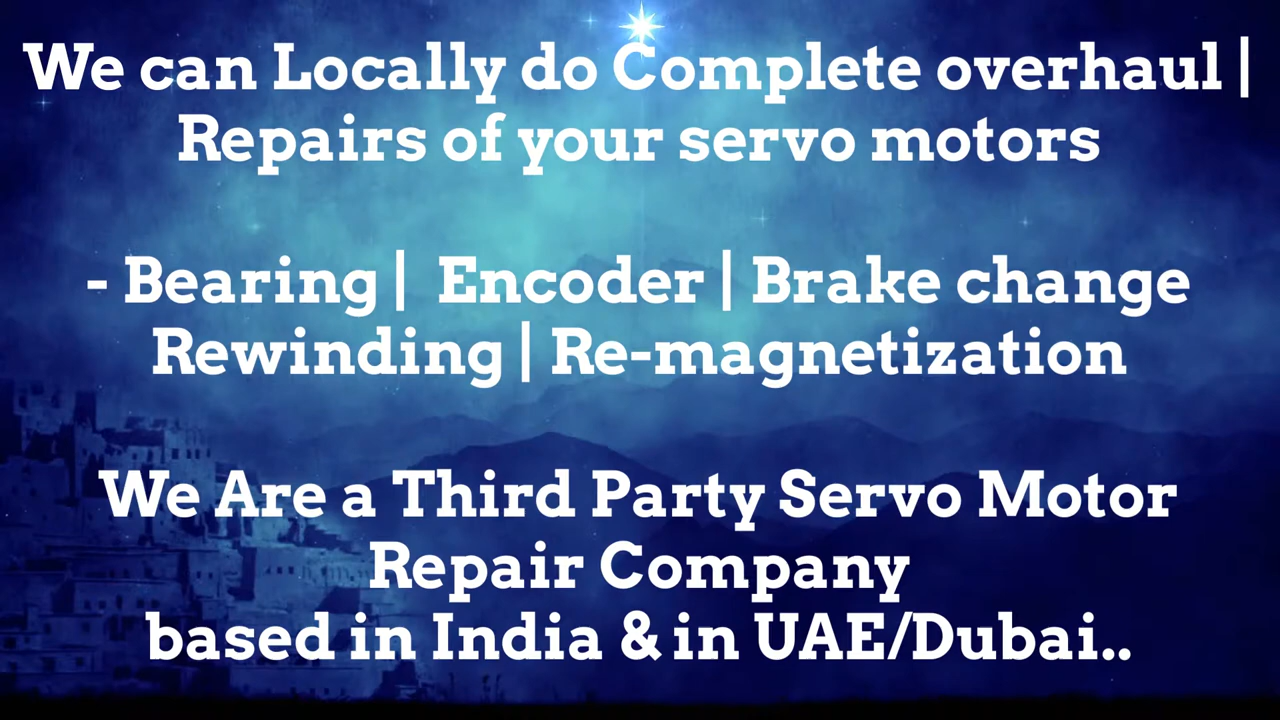 We can Locally do Complete overhaul |
Repairs of your servo motors
- Bearing |  Encoder | Brake change
Rewinding | Re-magnetization
We Are a Third Party Servo Motor
Repair Company
based in India & in UAE/Dubai..